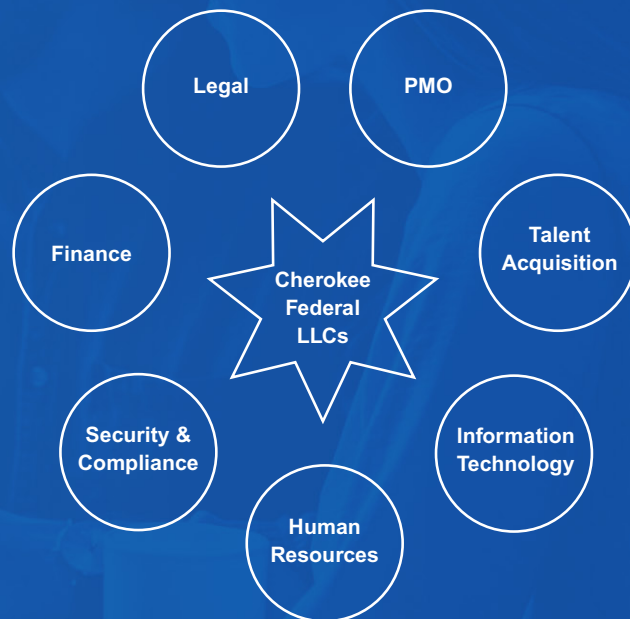 Legal
PMO
Finance
Talent
Acquisition
Cherokee
Federal
LLCs
Security &
Compliance
Information
Technology
Human
Resources